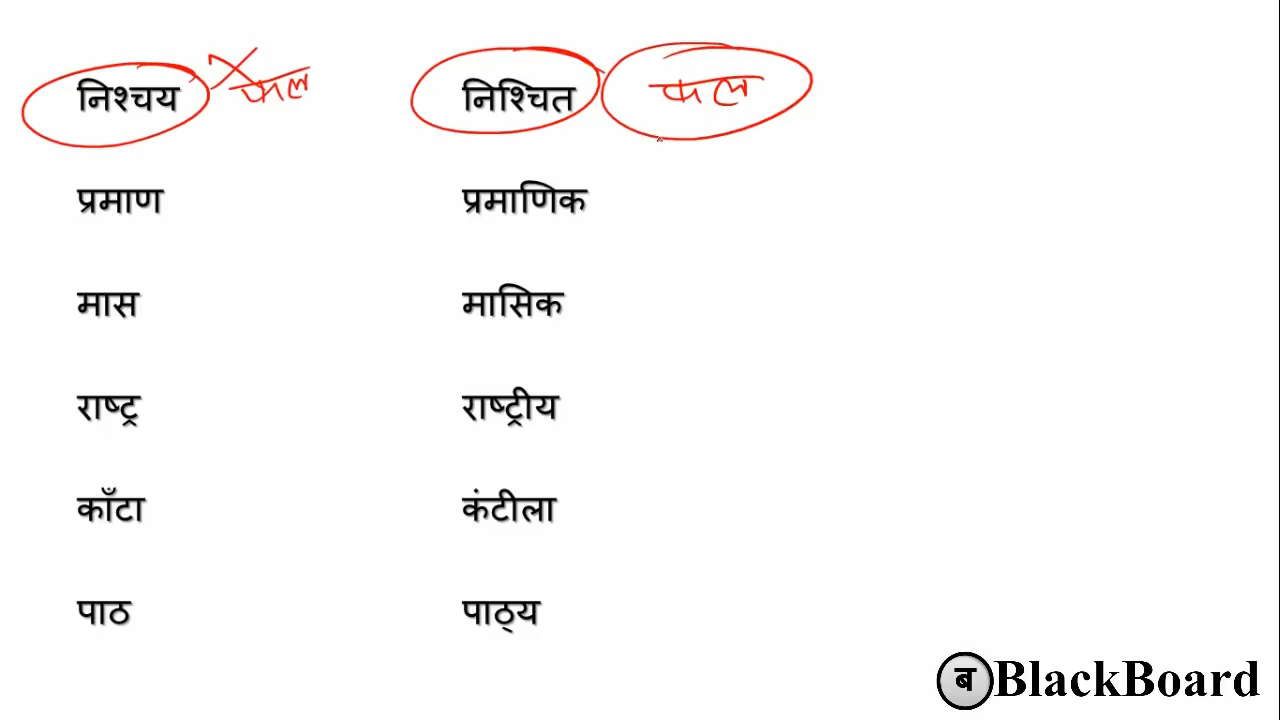 निश्चय फल निश्चित फल
प्रमाण प्रमाणिक
मास मासिक
राष्ट्र राष्ट्रीय
काँटा कंटीला
पाठ पाठ्य
ब BlackBoard